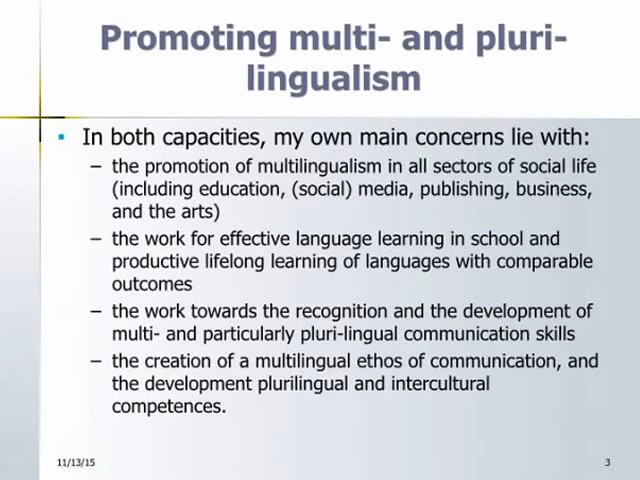 Promoting multi- and pluri-
lingualism
▪ In both capacities, my own main concerns lie with:
– the promotion of multilingualism in all sectors of social life
(including education, (social) media, publishing, business,
and the arts)
– the work for effective language learning in school and
productive lifelong learning of languages with comparable
outcomes
– the work towards the recognition and the development of
multi- and particularly pluri-lingual communication skills
– the creation of a multilingual ethos of communication, and
the development plurilingual and intercultural
competences.
11/13/15
3